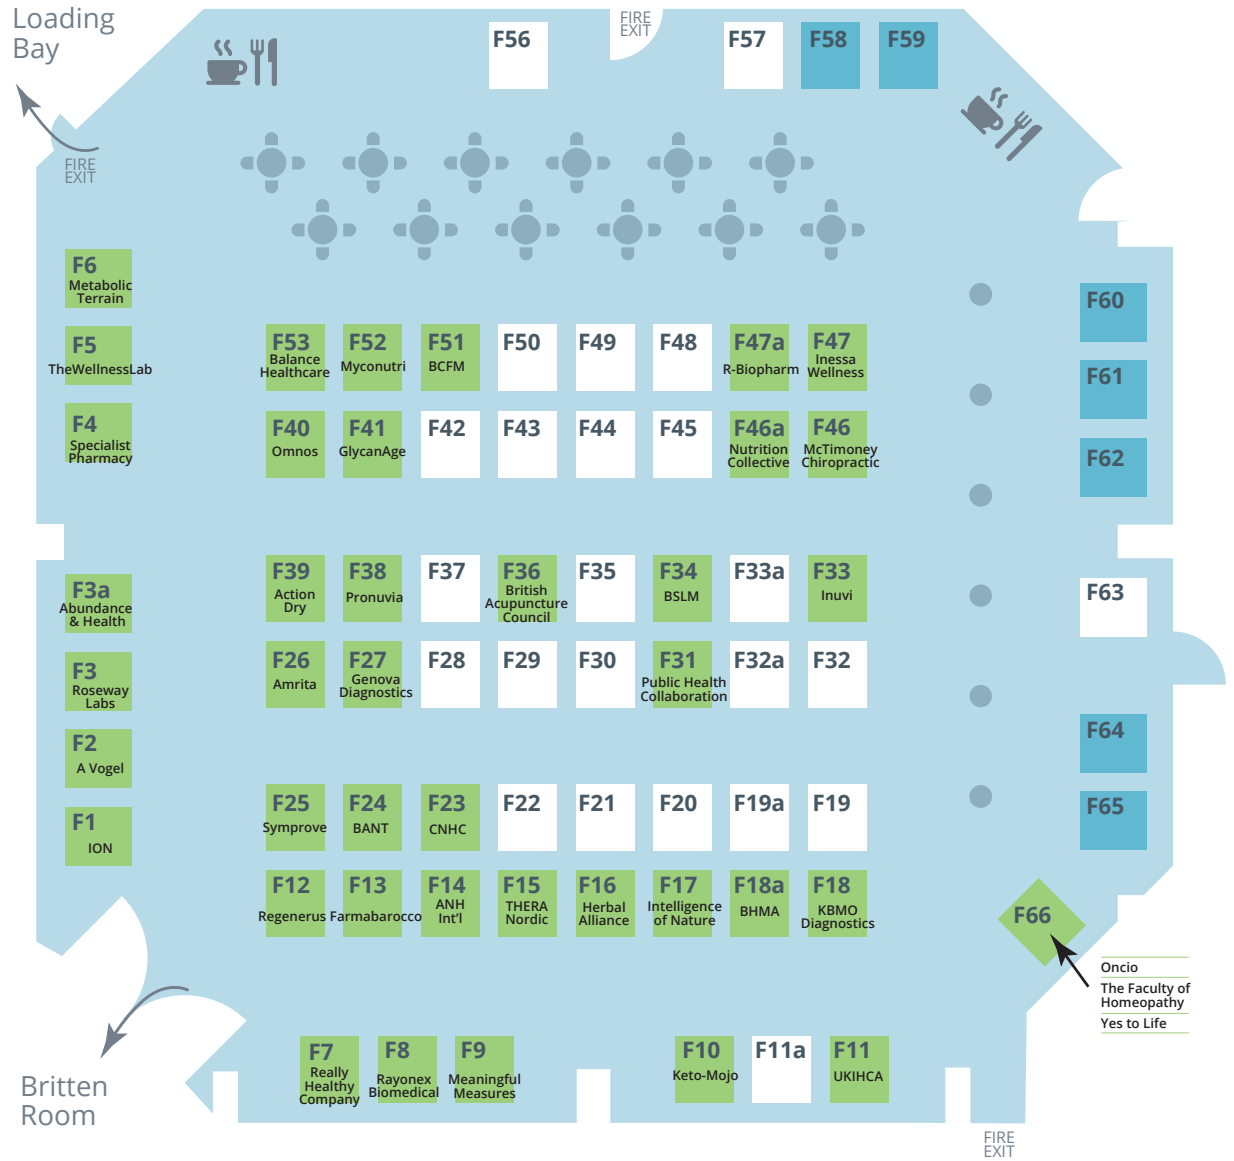 Loading
Bay
FIRE
EXIT
FIRE
EXIT
F56
F57
F58
F59
F6
Metabolic
Terrain
F5
TheWellnessLab
F4
Specialist
Pharmacy
F53
Balance
Healthcare
F52
Myconutri
F51
BCFM
F50
F49
F48
F47a
R-Biopharm
F47
Inessa
Wellness
F40
Omnos
F41
GlycanAge
F42
F43
F44
F45
F46a
Nutrition
Collective
F46
McTimoney
Chiropractic
F60
F61
F62
F3a
Abundance
& Health
F3
Roseway
Labs
F2
A Vogel
F1
ION
F39
Action
Dry
F38
Pronuvia
F37
F36
British
Acupuncture
Council
F35
F34
BSLM
F33a
F33
Inuvi
F26
Amrita
F27
Genova
Diagnostics
F28
F29
F30
F31
Public Health
Collaboration
F32a
F32
F63
F64
F65
F25
Symprove
F24
BANT
F23
CNHC
F22
F21
F20
F19a
F19
F12
Regenerus
F13
Farmabarocco
F14
ANH
Int'l
F15
THERA
Nordic
F16
Herbal
Alliance
F17
Intelligence
of Nature
F18a
BHMA
F18
KBMO
Diagnostics
F66
Oncio
The Faculty of
Homeopathy
Yes to Life
F7
Really
Healthy
Company
F8
Rayonex
Biomedical
F9
Meaningful
Measures
F10
Keto-Mojo
F11a
F11
UKIHCA
Britten
Room
FIRE
EXIT